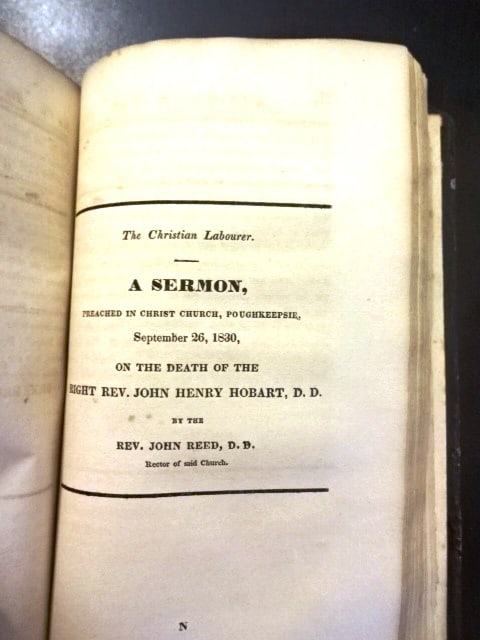 The Christian Labourer.
A SERMON,
PREACHED IN CHRIST CHURCH, POUGHKEEPSIE,
September 26, 1830,
ON THE DEATH OF THE
RIGHT REV. JOHN HENRY HOBART, D. D.
BY THE
REV. JOHN REED, D. D.
Rector of said Church.
N